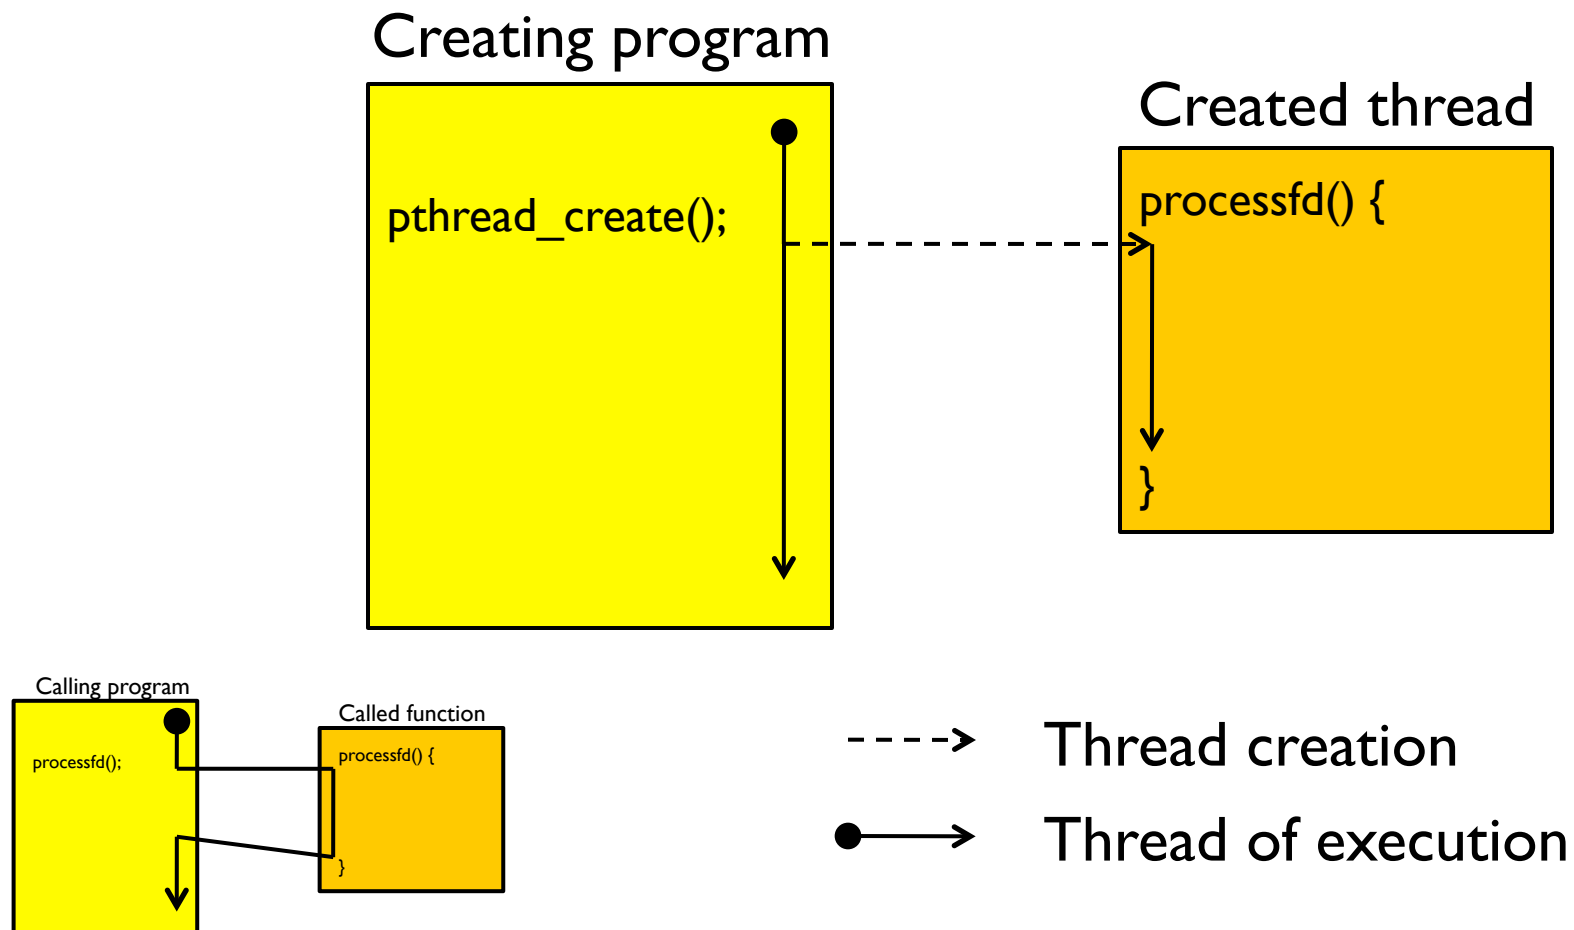 Creating program
Created thread
pthread_create();
processfd() {
}
Calling program
Called function
processfd();
processfd() {
}
Thread creation
Thread of execution